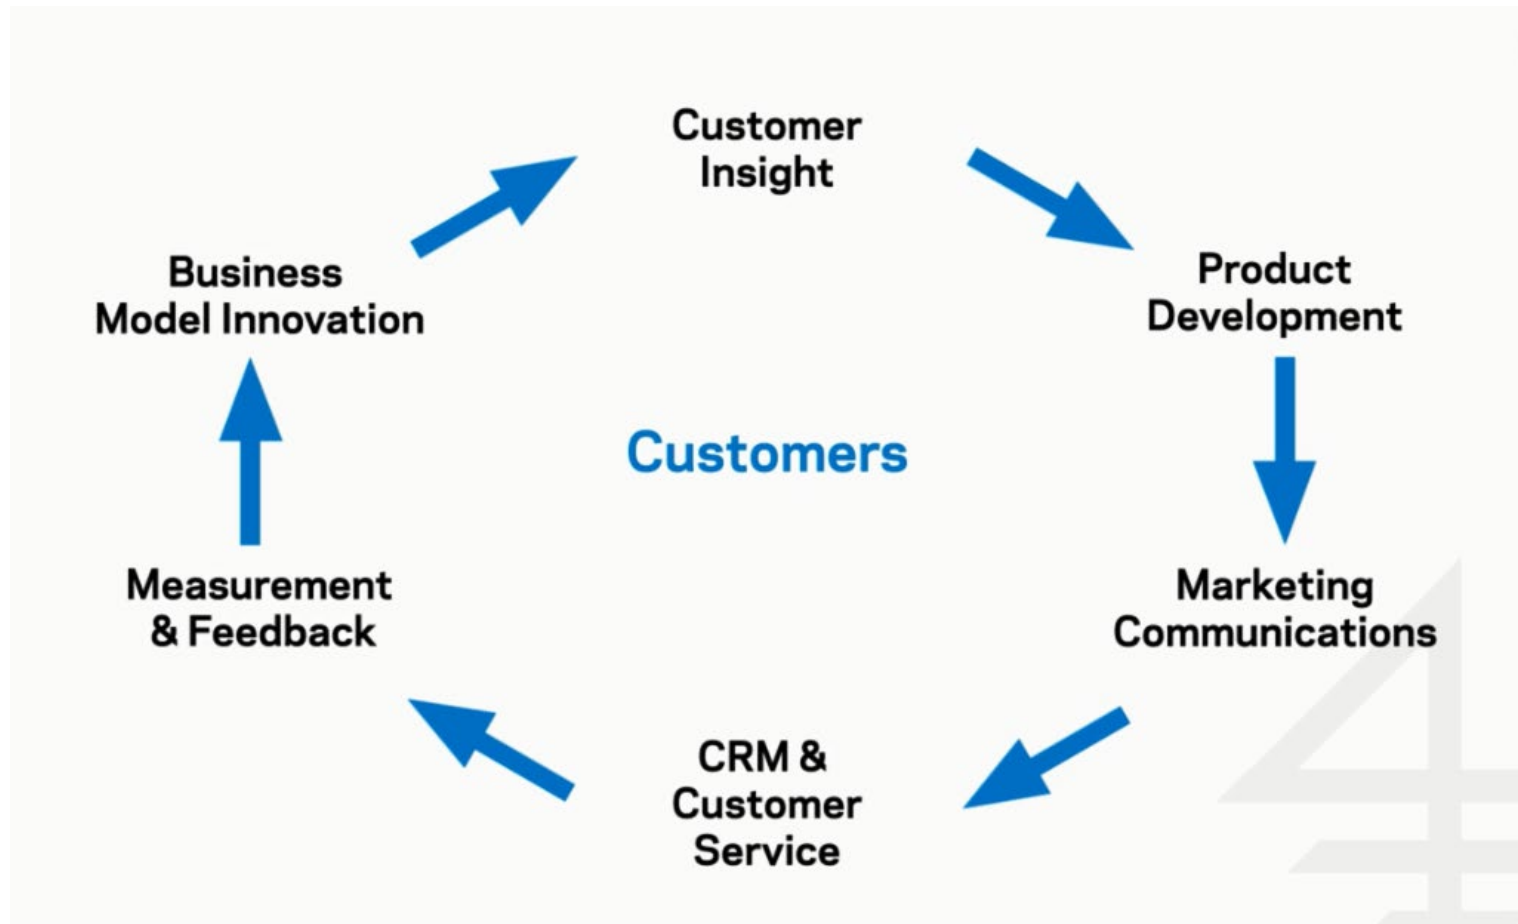 Customer
Insight
Product
Development
Marketing
Communications
CRM &
Customer
Service
Measurement
& Feedback
Business
Model Innovation
Customers